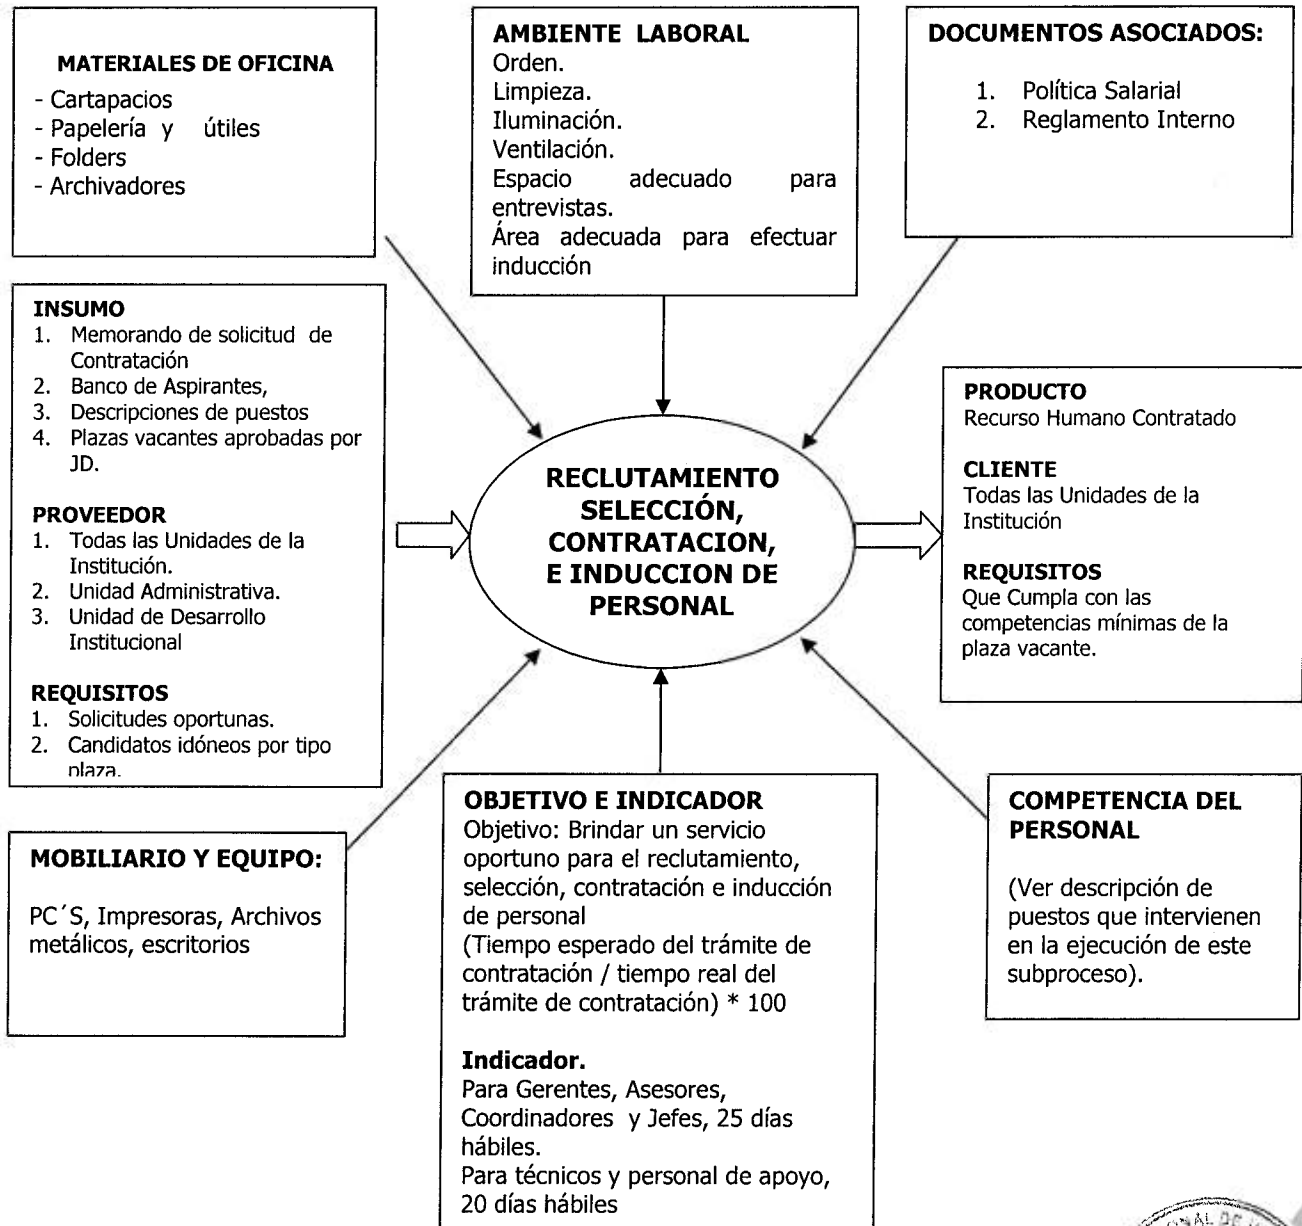 MATERIALES DE OFICINA
- Cartapacios
- Papelería y útiles
- Folders
- Archivadores
AMBIENTE LABORAL
Orden.
Limpieza.
Iluminación.
Ventilación.
Espacio adecuado para
entrevistas.
Área adecuada para efectuar
inducción
DOCUMENTOS ASOCIADOS:
1. Política Salarial
2. Reglamento Interno
INSUMO
1. Memorando de solicitud de
Contratación
2. Banco de Aspirantes,
3. Descripciones de puestos
4. Plazas vacantes aprobadas por
JD.
PROVEEDOR
1. Todas las Unidades de la
Institución.
2. Unidad Administrativa.
3. Unidad de Desarrollo
Institucional
REQUISITOS
1. Solicitudes oportunas.
2. Candidatos idóneos por tipo
plaza.
RECLUTAMIENTO
SELECCIÓN,
CONTRATACION,
E INDUCCION DE
PERSONAL
PRODUCTO
Recurso Humano Contratado
CLIENTE
Todas las Unidades de la
Institución
REQUISITOS
Que Cumpla con las
competencias mínimas de la
plaza vacante.
MOBILIARIO Y EQUIPO:
PC´S, Impresoras, Archivos
metálicos, escritorios
OBJETIVO E INDICADOR
Objetivo: Brindar un servicio
oportuno para el reclutamiento,
selección, contratación e inducción
de personal
(Tiempo esperado del trámite de
contratación / tiempo real del
trámite de contratación) * 100
Indicador.
Para Gerentes, Asesores,
Coordinadores y Jefes, 25 días
hábiles.
Para técnicos y personal de apoyo,
20 días hábiles
COMPETENCIA DEL
PERSONAL
(Ver descripción de
puestos que intervienen
en la ejecución de este
subproceso).